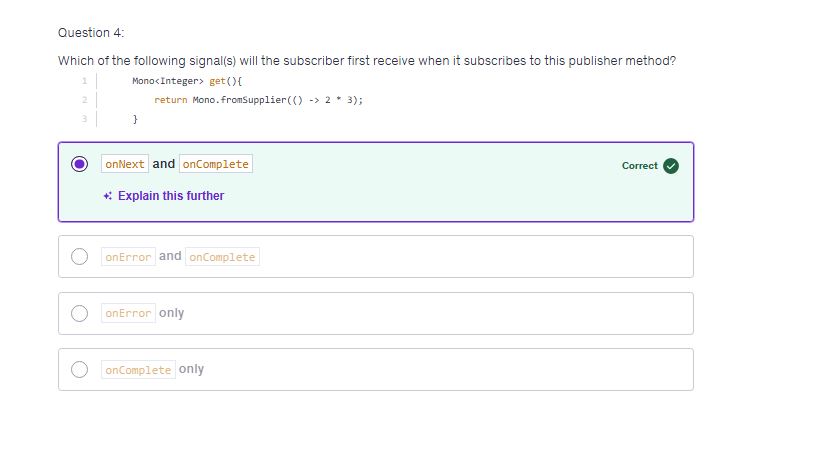 Question 4:
Which of the following signal(s) will the subscriber first receive when it subscribes to this publisher method?
1 Mono<Integer> get(){
2 return Mono.fromSupplier(() -> 2 * 3);
3 }
onNext and onComplete Correct
Explain this further
onError and onComplete
onError only
onComplete only